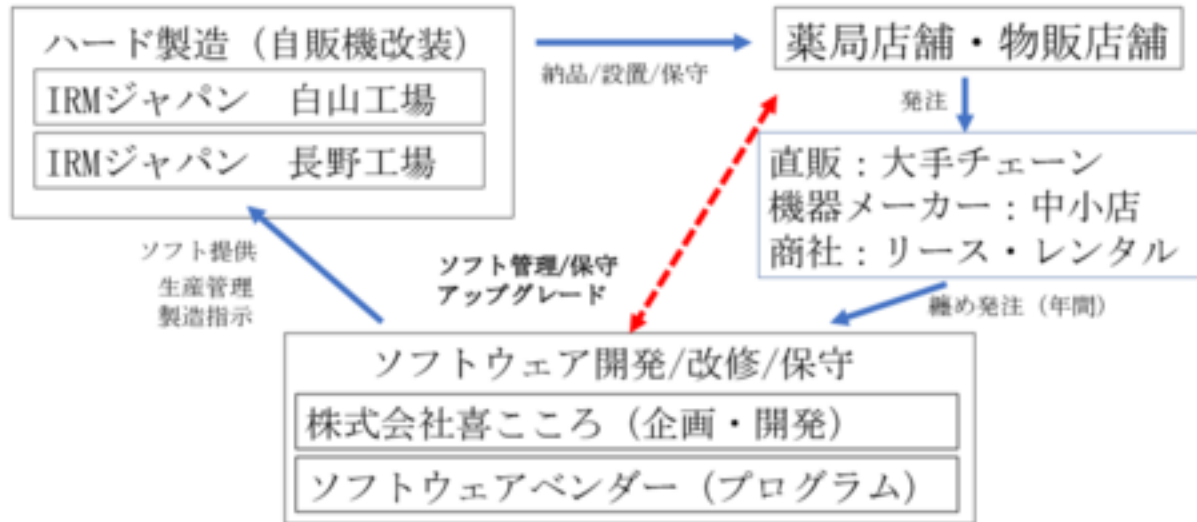 ハード製造（自販機改装）
IRMジャパン　白山工場
IRMジャパン　長野工場
納品/設置/保守
薬局店舗・物販店舗
発注
直販：大手チェーン
機器メーカー：中小店
商社：リース・レンタル
纏め発注（年間）
ソフト提供
生産管理
製造指示
ソフト管理/保守
アップグレード
ソフトウェア開発/改修/保守
株式会社喜こころ（企画・開発）
ソフトウェアベンダー（プログラム）